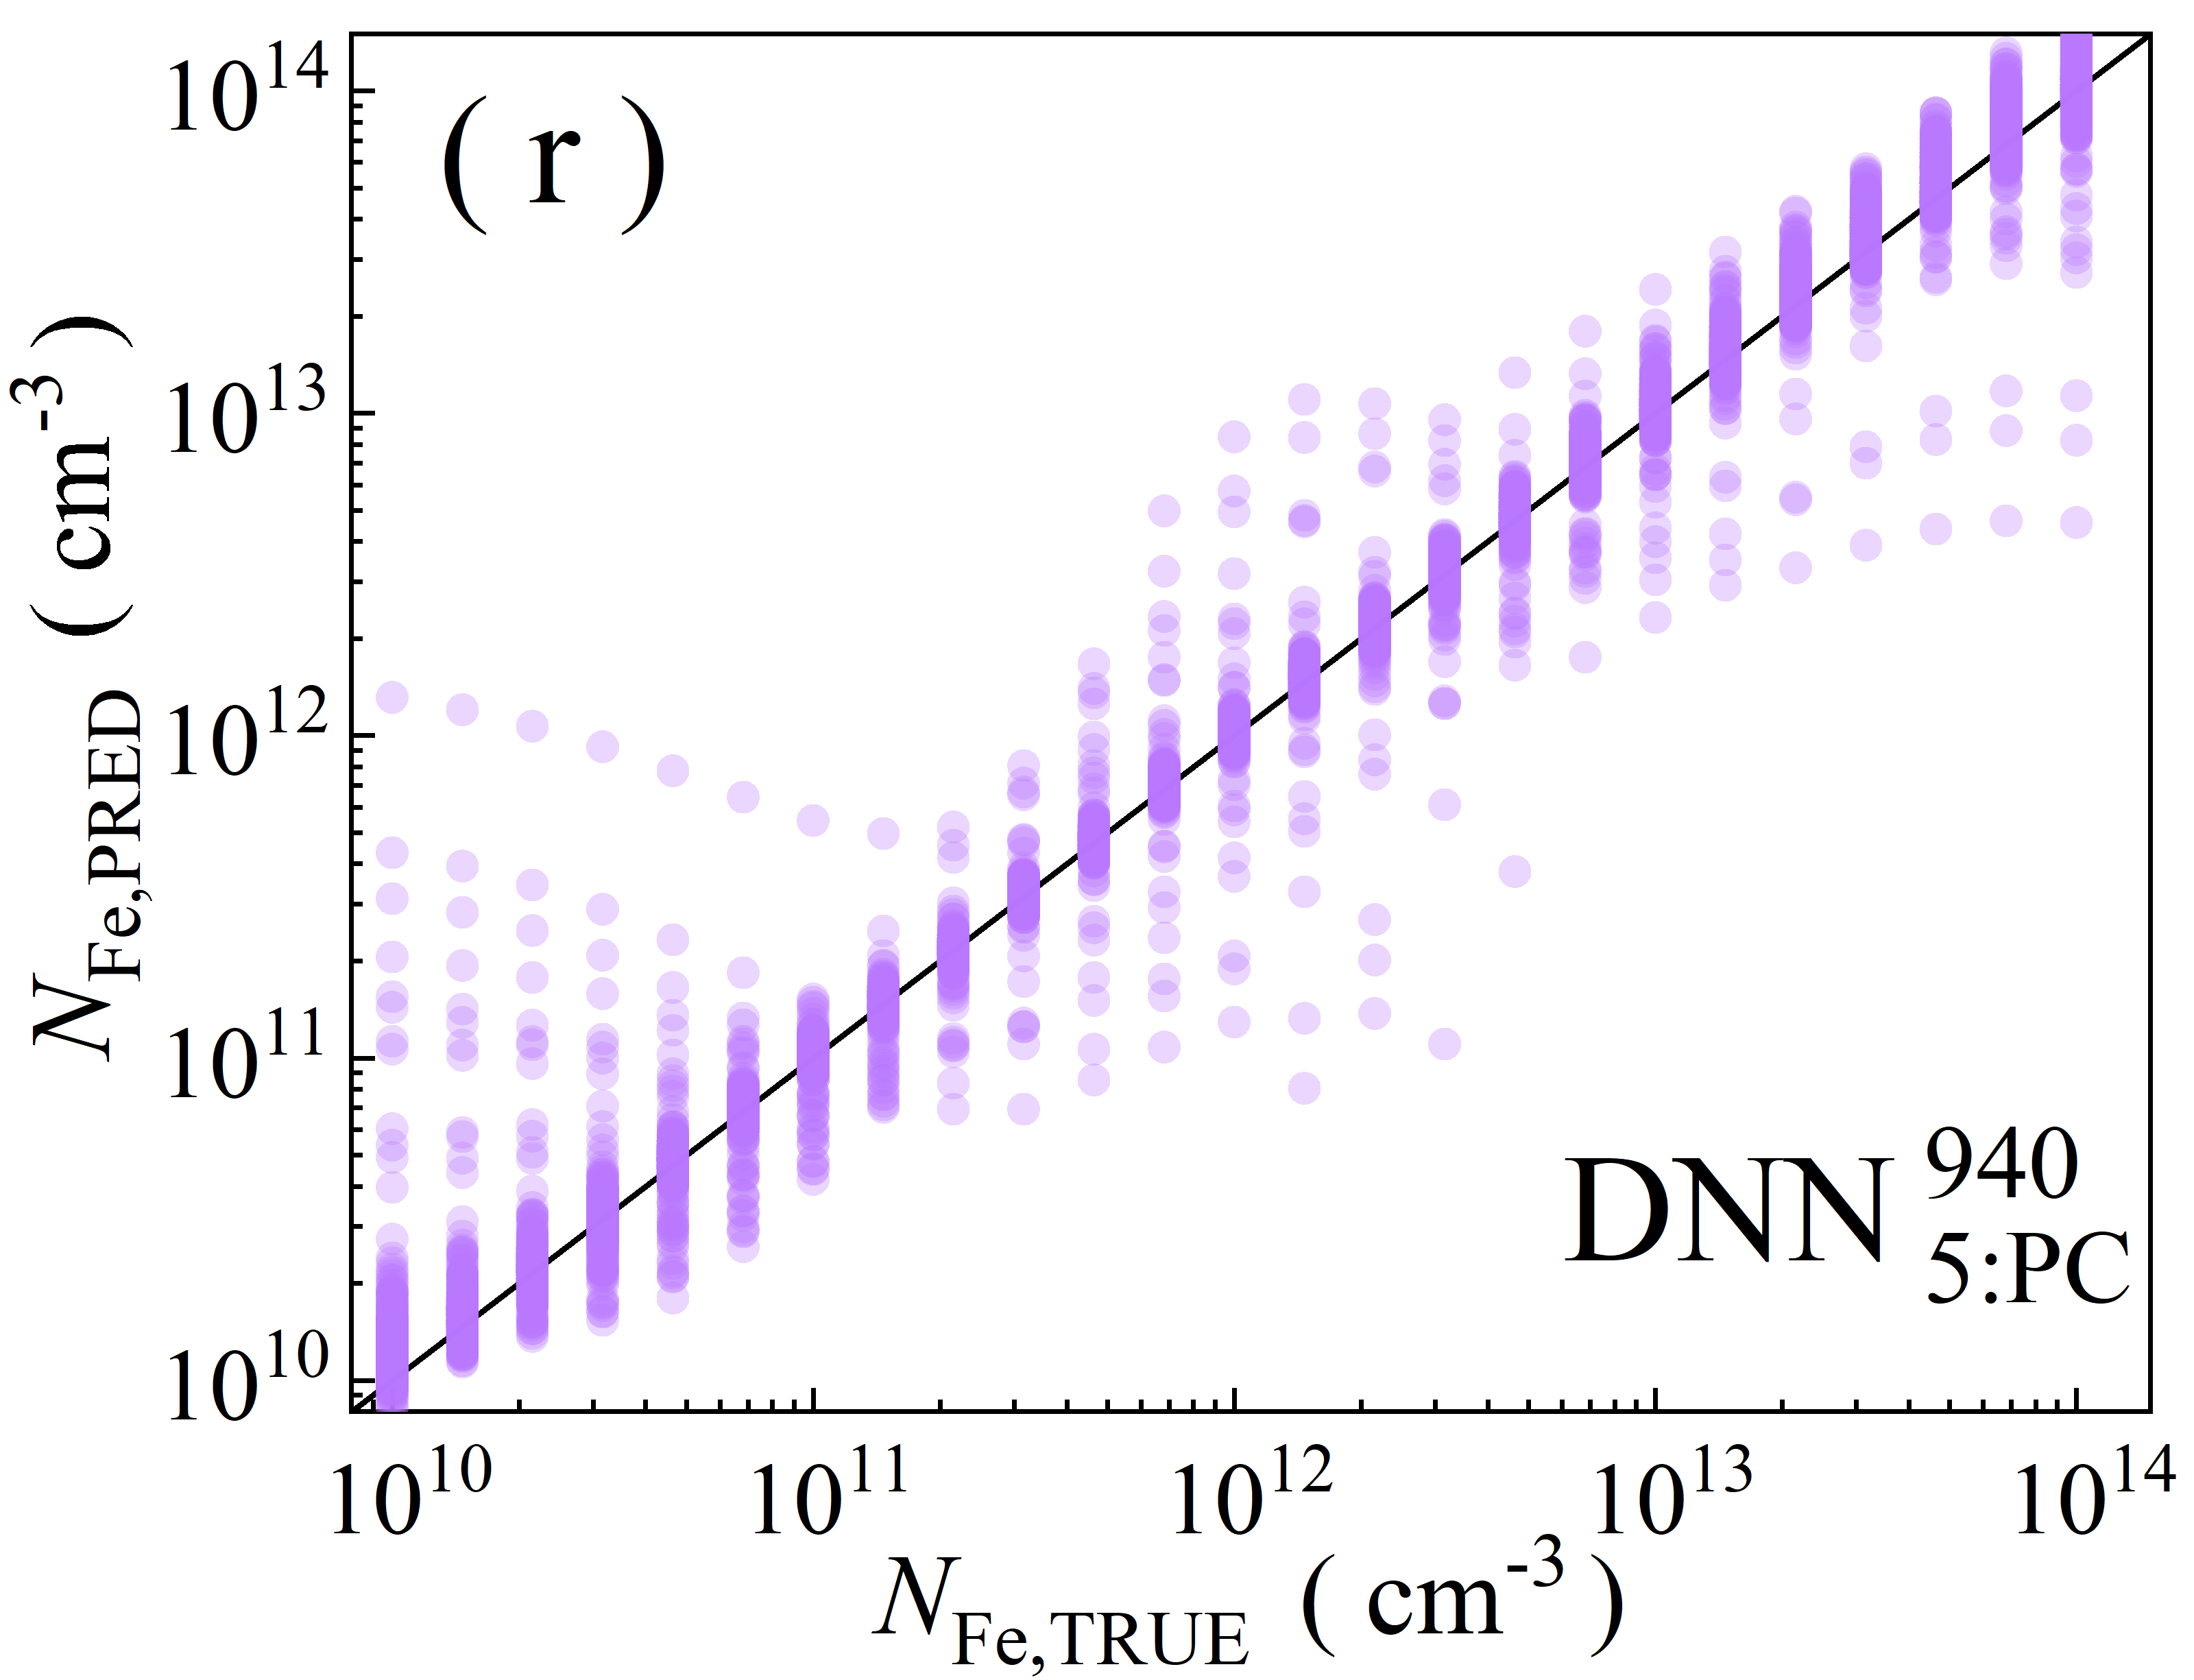 ( r )
10^14
10^13
10^12
10^11
10^10
N_Fe,PRED ( cm^-3 )
DNN 940 5:PC
10^10 10^11 10^12 10^13 10^14
N_Fe,TRUE ( cm^-3 )